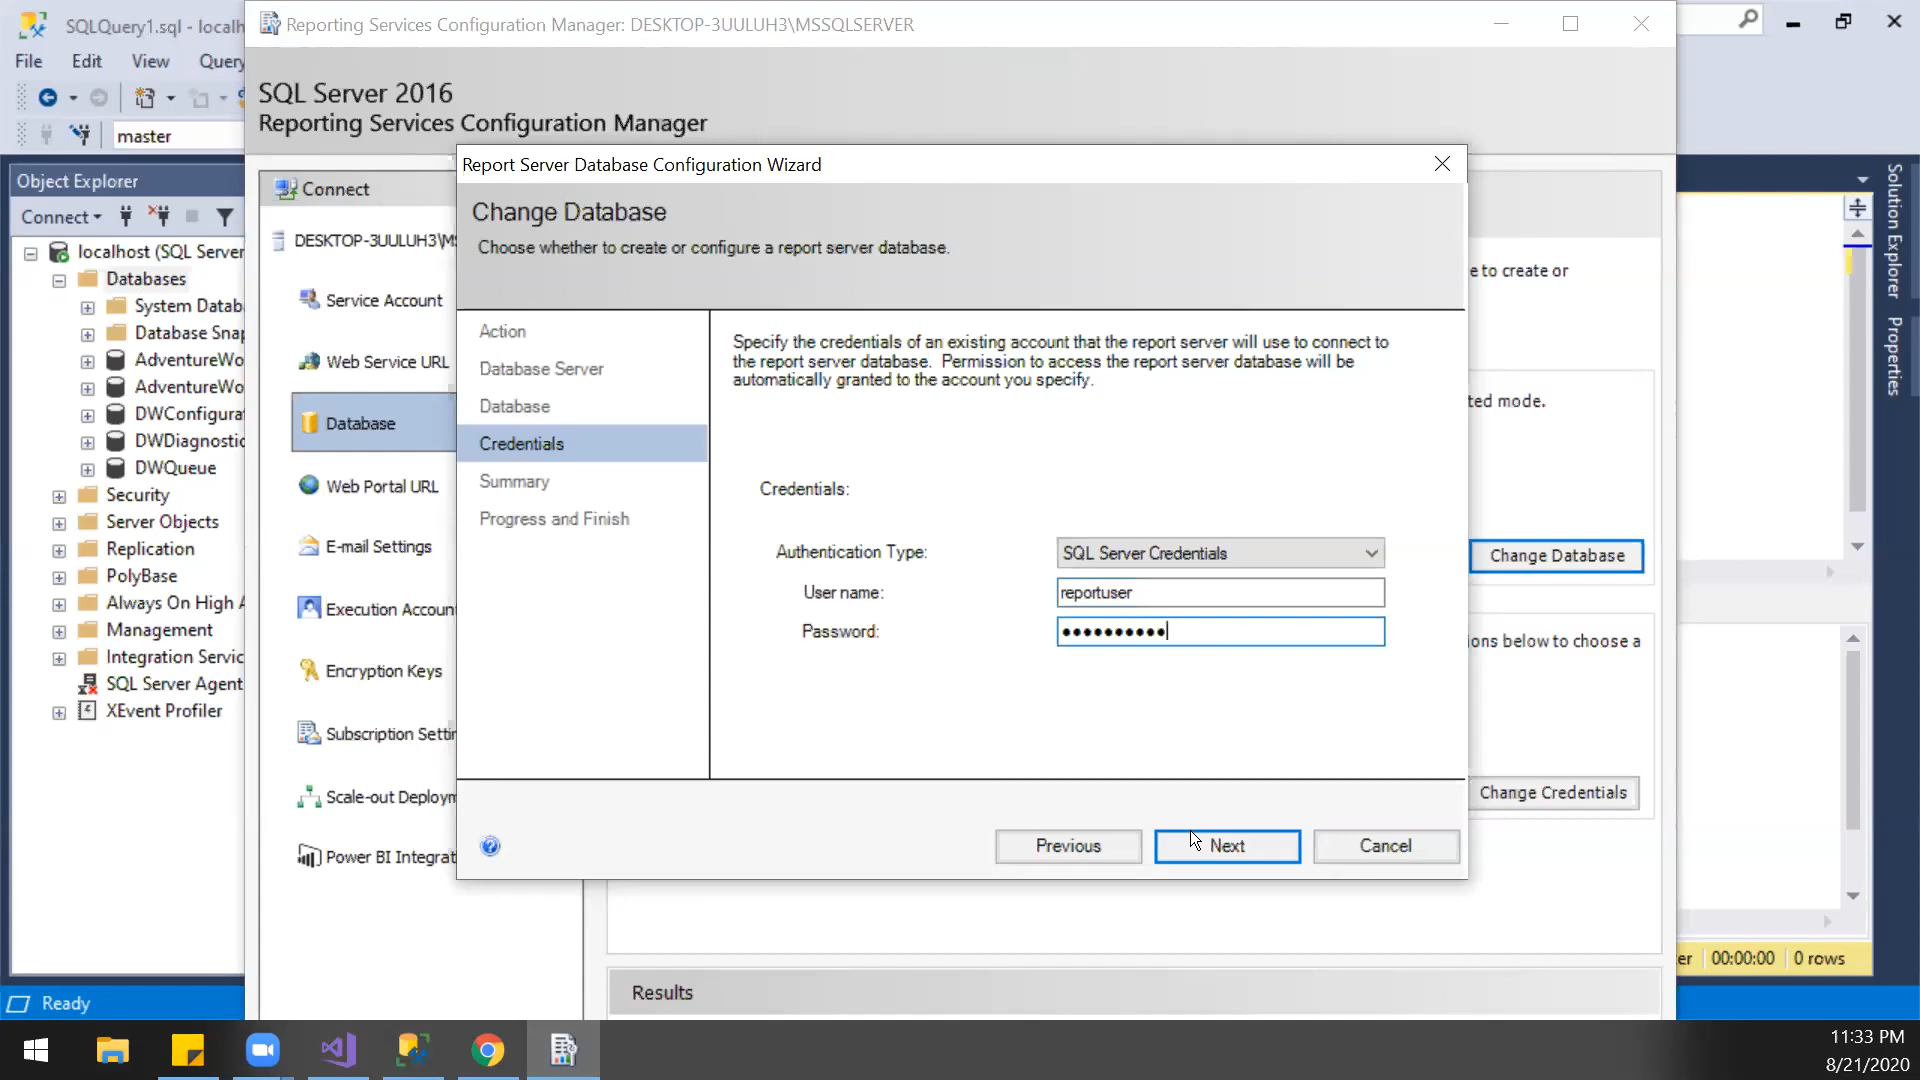 SQLQuery1.sql - localh
Reporting Services Configuration Manager: DESKTOP-3UULUH3\MSSQLSERVER
File Edit View Query
SQL Server 2016
Reporting Services Configuration Manager
master
Object Explorer
Connect
localhost (SQL Server
Databases
System Datab
Database Snap
AdventureWo
AdventureWo
DWConfigurat
DWDiagnostic
DWQueue
Security
Server Objects
Replication
PolyBase
Always On High A
Management
Integration Servic
SQL Server Agent
XEvent Profiler
Connect
DESKTOP-3UULUH3\MS
Service Account
Web Service URL
Database
Web Portal URL
E-mail Settings
Execution Accoun
Encryption Keys
Subscription Settin
Scale-out Deploym
Power BI Integrat
Report Server Database Configuration Wizard
Change Database
Choose whether to create or configure a report server database.
Action
Database Server
Database
Credentials
Summary
Progress and Finish
Specify the credentials of an existing account that the report server will use to connect to
the report server database. Permission to access the report server database will be
automatically granted to the account you specify.
Credentials:
Authentication Type: SQL Server Credentials
User name: reportuser
Password: ●●●●●●●●●●
Previous Next Cancel
e to create or
ted mode.
Change Database
ions below to choose a
Change Credentials
Results
Solution Explorer
Properties
er 00:00:00 0 rows
Ready
11:33 PM
8/21/2020